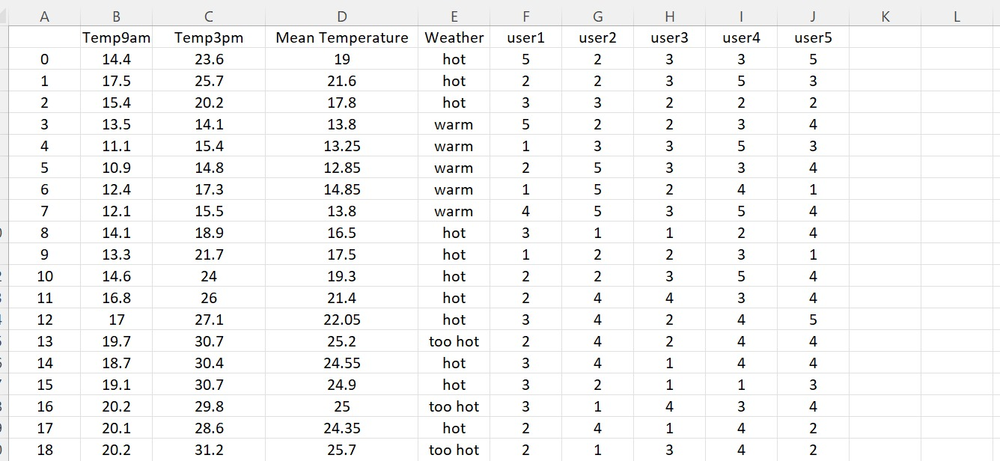 A B C D E F G H I J K L
Temp9am Temp3pm Mean Temperature Weather user1 user2 user3 user4 user5
0 14.4 23.6 19 hot 5 2 3 3 5
1 17.5 25.7 21.6 hot 2 2 3 5 3
2 15.4 20.2 17.8 hot 3 3 2 2 2
3 13.5 14.1 13.8 warm 5 2 2 3 4
4 11.1 15.4 13.25 warm 1 3 3 5 3
5 10.9 14.8 12.85 warm 2 5 3 3 4
6 12.4 17.3 14.85 warm 1 5 2 4 1
7 12.1 15.5 13.8 warm 4 5 3 5 4
8 14.1 18.9 16.5 hot 3 1 1 2 4
9 13.3 21.7 17.5 hot 1 2 2 3 1
10 14.6 24 19.3 hot 2 2 3 5 4
11 16.8 26 21.4 hot 2 4 4 3 4
12 17 27.1 22.05 hot 3 4 2 4 5
13 19.7 30.7 25.2 too hot 2 4 2 4 4
14 18.7 30.4 24.55 hot 3 4 1 4 4
15 19.1 30.7 24.9 hot 3 2 1 1 3
16 20.2 29.8 25 too hot 3 1 4 3 4
17 20.1 28.6 24.35 hot 2 4 1 4 2
18 20.2 31.2 25.7 too hot 2 1 3 4 2